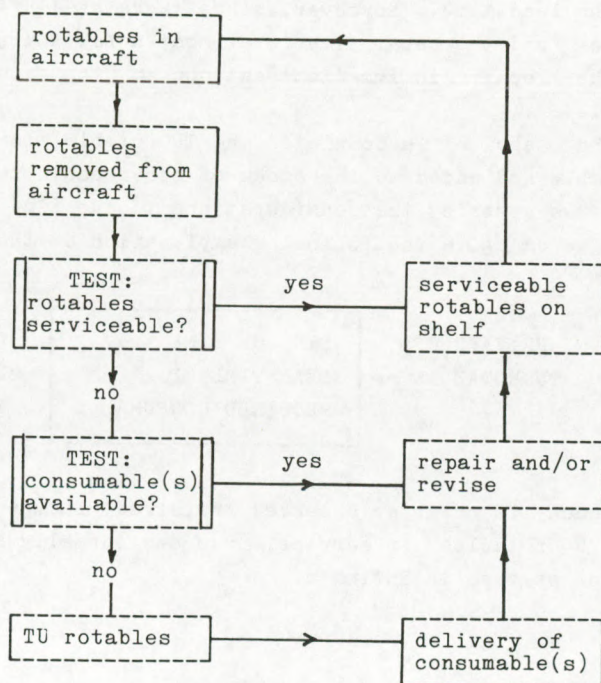 rotables in
aircraft
rotables
removed from
aircraft
TEST:
rotables
serviceable?
yes
serviceable
rotables on
shelf
no
TEST:
consumable(s)
available?
yes
repair and/or
revise
no
TU rotables
delivery of
consumable(s)